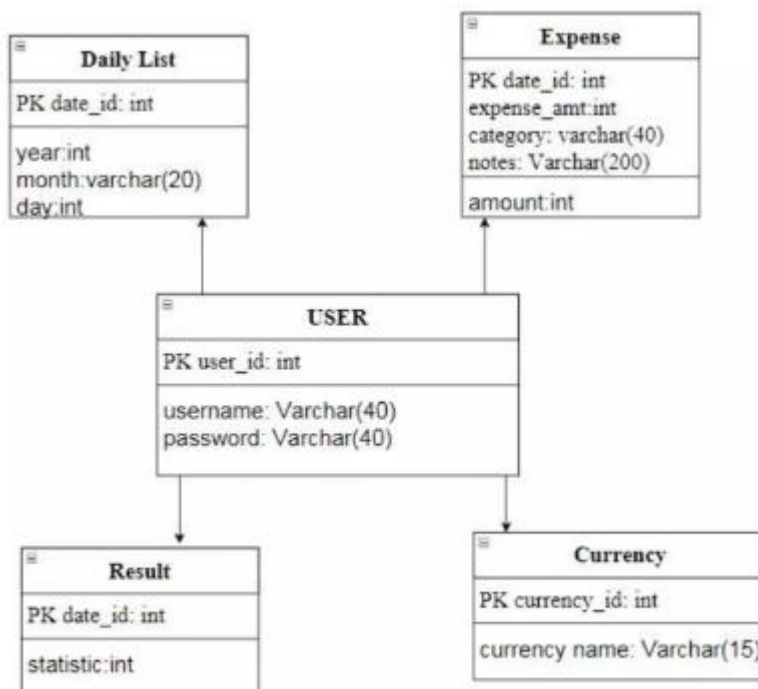 Daily List
PK date_id: int
year:int
month:varchar(20)
day:int
Expense
PK date_id: int
expense_amt:int
category: varchar(40)
notes: Varchar(200)
amount:int
USER
PK user_id: int
username: Varchar(40)
password: Varchar(40)
Result
PK date_id: int
statistic:int
Currency
PK currency_id: int
currency name: Varchar(15)